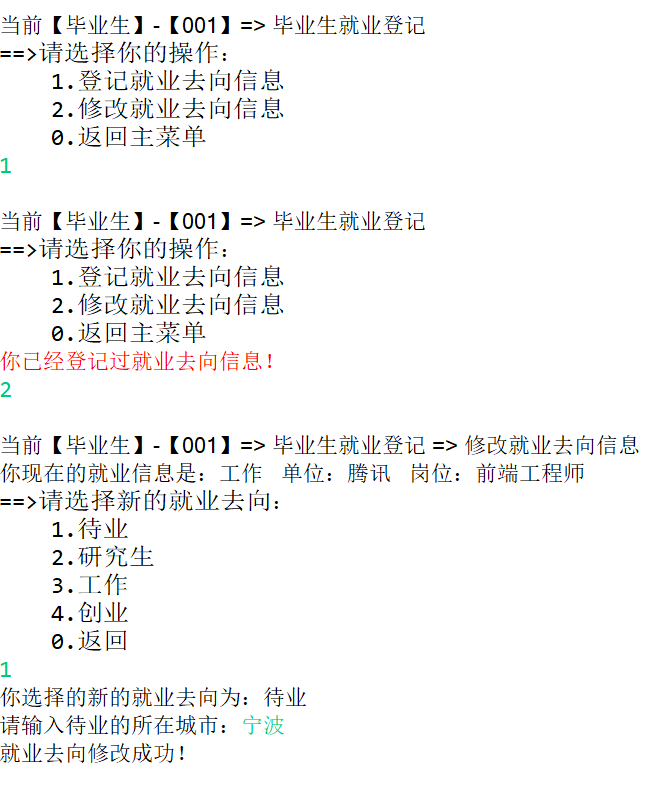 当前【毕业生】-【001】=> 毕业生就业登记
==>请选择你的操作：
1.登记就业去向信息
2.修改就业去向信息
0.返回主菜单
1
当前【毕业生】-【001】=> 毕业生就业登记
==>请选择你的操作：
1.登记就业去向信息
2.修改就业去向信息
0.返回主菜单
你已经登记过就业去向信息！
2
当前【毕业生】-【001】=> 毕业生就业登记 => 修改就业去向信息
你现在的就业信息是：工作 单位：腾讯 岗位：前端工程师
==>请选择新的就业去向：
1.待业
2.研究生
3.工作
4.创业
0.返回
1
你选择的新的就业去向为：待业
请输入待业的所在城市：宁波
就业去向修改成功！